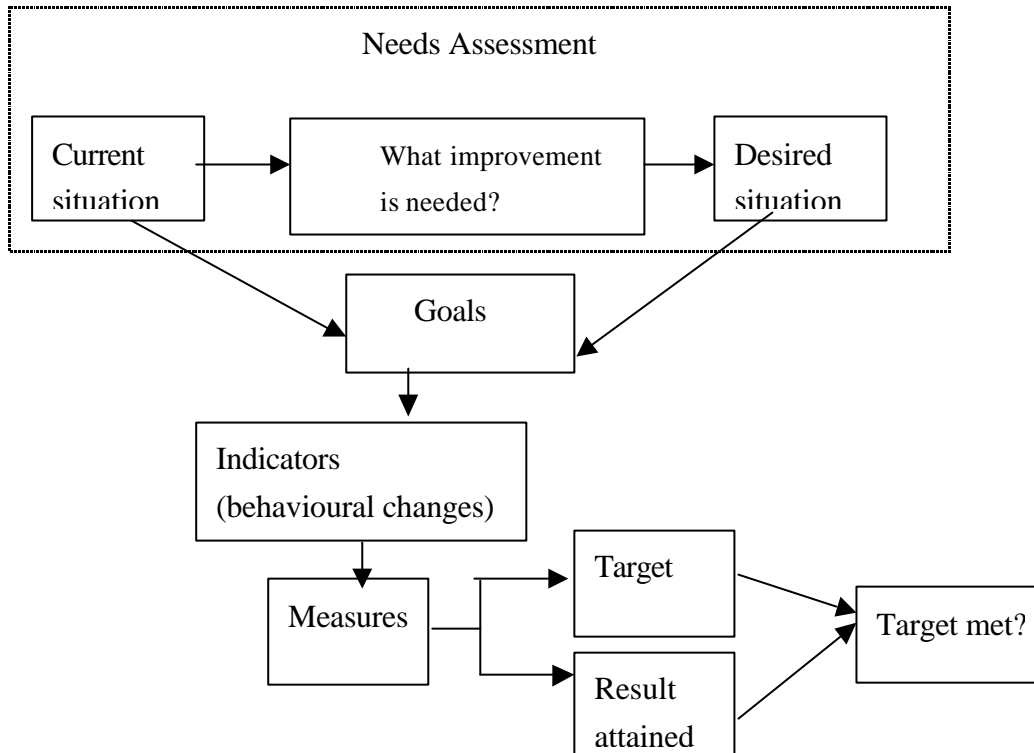 Needs Assessment
Current
situation
What improvement
is needed?
Desired
situation
Goals
Indicators
(behavioural changes)
Measures
Target
Result
attained
Target met?